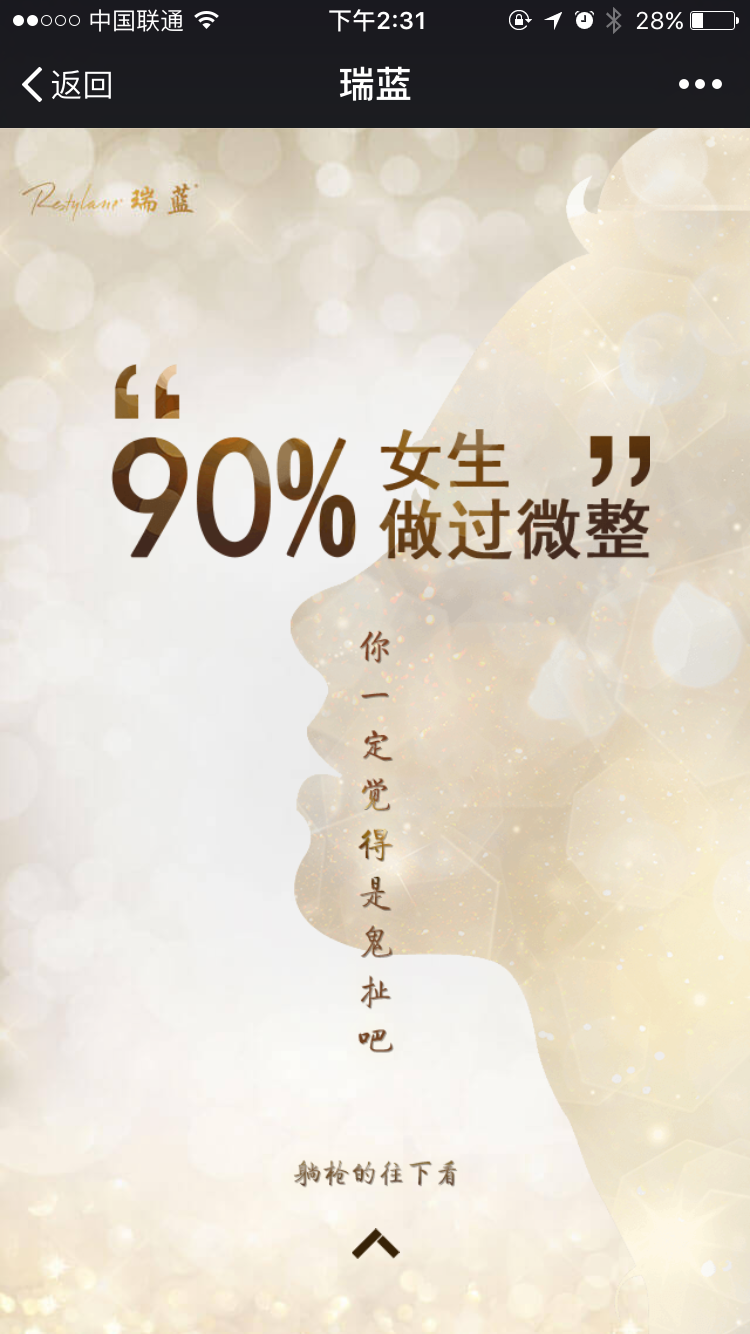 中国联通 下午2:31 28%
返回 瑞蓝
Restylane® 瑞蓝®
“90%女生
做过微整”
你一定觉得是鬼扯吧
躺枪的往下看